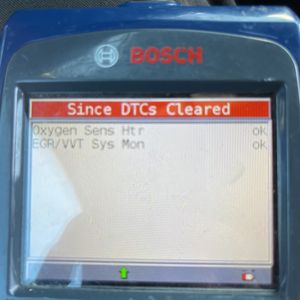 BOSCH
Since DTCs Cleared
Oxygen Sens Htr ok
EGR/VVT Sys Mon ok